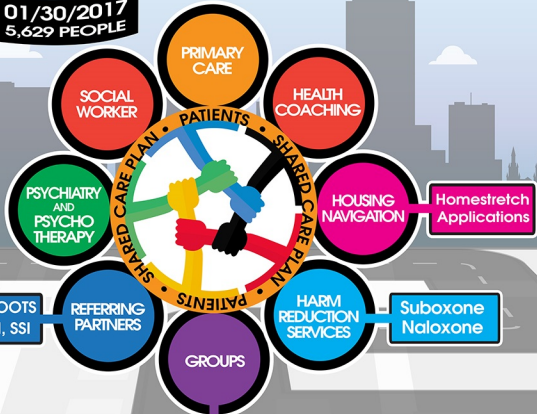 01/30/2017
5,629 PEOPLE
PRIMARY
CARE
SOCIAL
WORKER
HEALTH
COACHING
PATIENTS • SHARED CARE PLAN • PATIENTS • SHARED CARE PLAN •
PSYCHIATRY
AND
PSYCHO
THERAPY
HOUSING
NAVIGATION
Homestretch
Applications
SSI
REFERRING
PARTNERS
HARM
REDUCTION
SERVICES
Suboxone
Naloxone
GROUPS